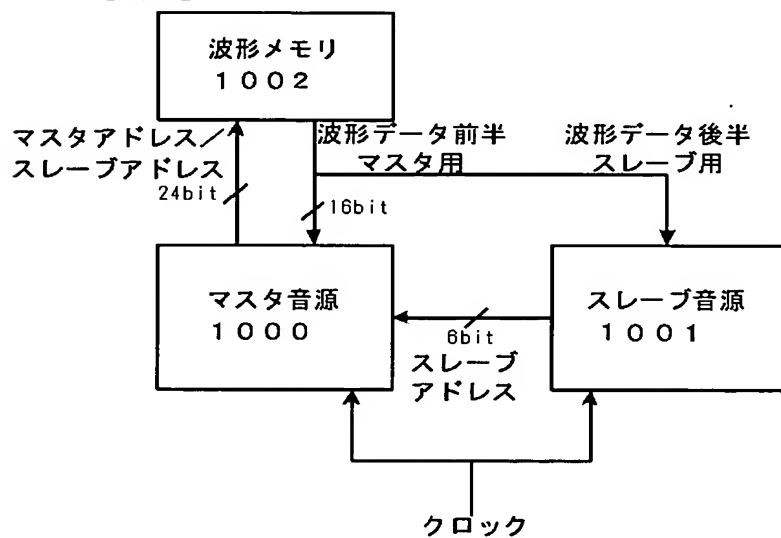 波形メモリ
１００２
マスタアドレス／
スレーブアドレス
24bit
波形データ前半
マスタ用
波形データ後半
スレーブ用
16bit
マスタ音源
１０００
スレーブ音源
１００１
6bit
スレーブ
アドレス
クロック